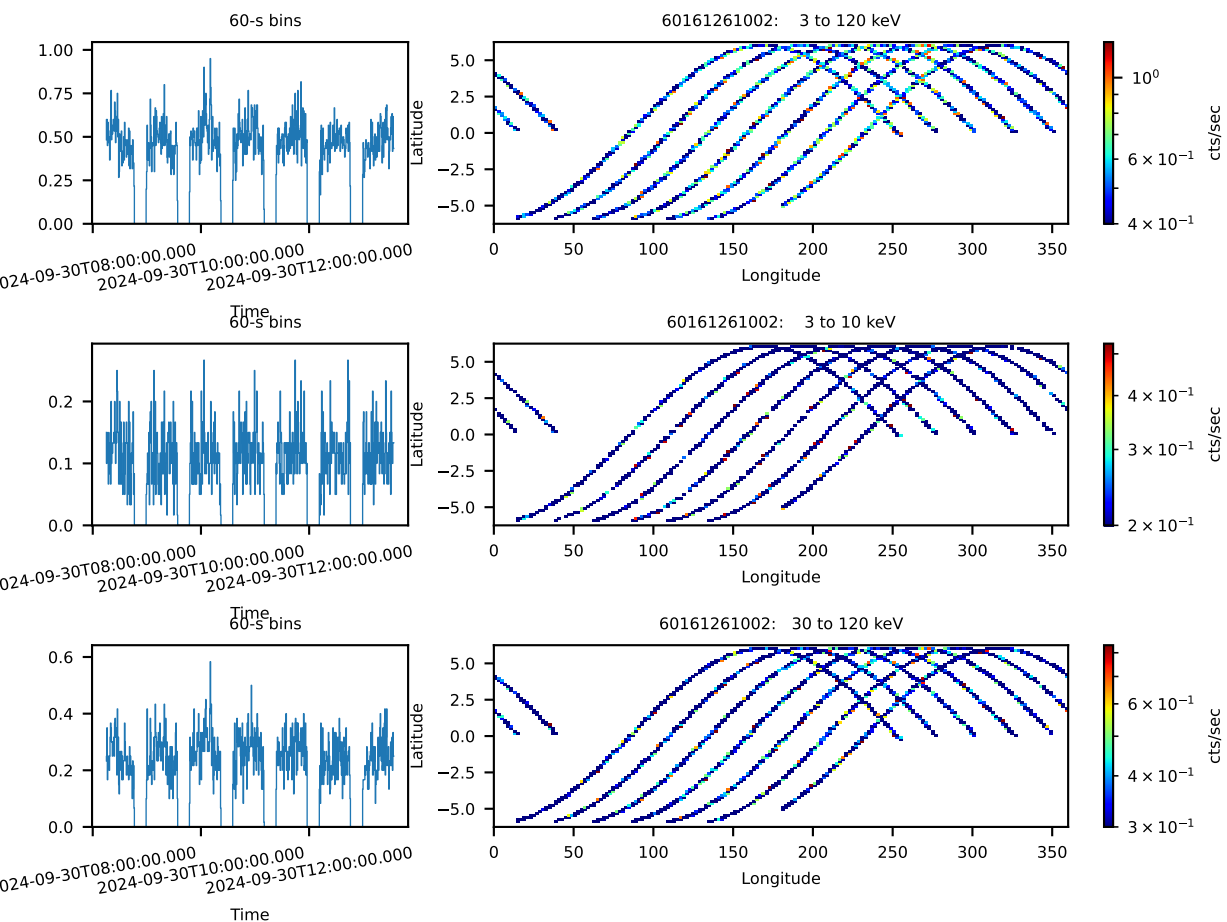 60-s bins
60161261002:    3 to 120 keV
1.00
0.75
0.50
0.25
0.00
024-09-30T08:00:00.000
2024-09-30T10:00:00.000
2024-09-30T12:00:00.000
Time
Latitude
5.0
2.5
0.0
−2.5
−5.0
0 50 100 150 200 250 300 350
Longitude
10⁰
6 × 10⁻¹
4 × 10⁻¹
cts/sec
60-s bins
60161261002:    3 to 10 keV
0.2
0.1
0.0
024-09-30T08:00:00.000
2024-09-30T10:00:00.000
2024-09-30T12:00:00.000
Time
Latitude
5.0
2.5
0.0
−2.5
−5.0
0 50 100 150 200 250 300 350
Longitude
4 × 10⁻¹
3 × 10⁻¹
2 × 10⁻¹
cts/sec
60-s bins
60161261002:   30 to 120 keV
0.6
0.4
0.2
0.0
024-09-30T08:00:00.000
2024-09-30T10:00:00.000
2024-09-30T12:00:00.000
Time
Latitude
5.0
2.5
0.0
−2.5
−5.0
0 50 100 150 200 250 300 350
Longitude
6 × 10⁻¹
4 × 10⁻¹
3 × 10⁻¹
cts/sec